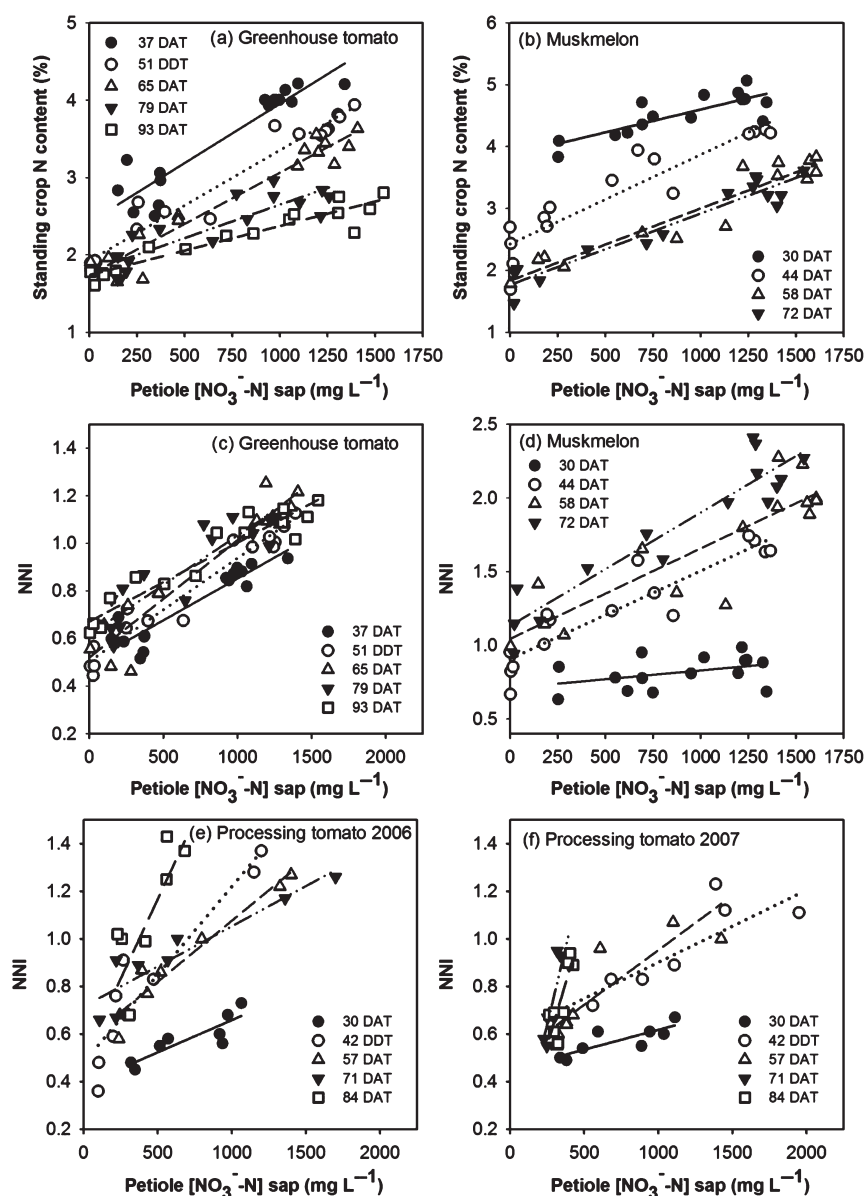 (a) Greenhouse tomato
37 DAT
51 DDT
65 DAT
79 DAT
93 DAT
Standing crop N content (%)
5
4
3
2
1
0 250 500 750 1000 1250 1500 1750
Petiole [NO3⁻-N] sap (mg L⁻¹)
(b) Muskmelon
30 DAT
44 DAT
58 DAT
72 DAT
Standing crop N content (%)
6
5
4
3
2
1
0 250 500 750 1000 1250 1500 1750
Petiole [NO3⁻-N] sap (mg L⁻¹)
(c) Greenhouse tomato
37 DAT
51 DDT
65 DAT
79 DAT
93 DAT
NNI
1.4
1.2
1.0
0.8
0.6
0.4
0.2
0 500 1000 1500 2000
Petiole [NO3⁻-N] sap (mg L⁻¹)
(d) Muskmelon
30 DAT
44 DAT
58 DAT
72 DAT
NNI
2.5
2.0
1.5
1.0
0.5
0 250 500 750 1000 1250 1500 1750
Petiole [NO3⁻-N] sap (mg L⁻¹)
(e) Processing tomato 2006
30 DAT
42 DDT
57 DAT
71 DAT
84 DAT
NNI
1.4
1.2
1.0
0.8
0.6
0.4
0.2
0 500 1000 1500 2000
Petiole [NO3⁻-N] sap (mg L⁻¹)
(f) Processing tomato 2007
30 DAT
42 DDT
57 DAT
71 DAT
84 DAT
NNI
1.4
1.2
1.0
0.8
0.6
0.4
0.2
0 500 1000 1500 2000
Petiole [NO3⁻-N] sap (mg L⁻¹)